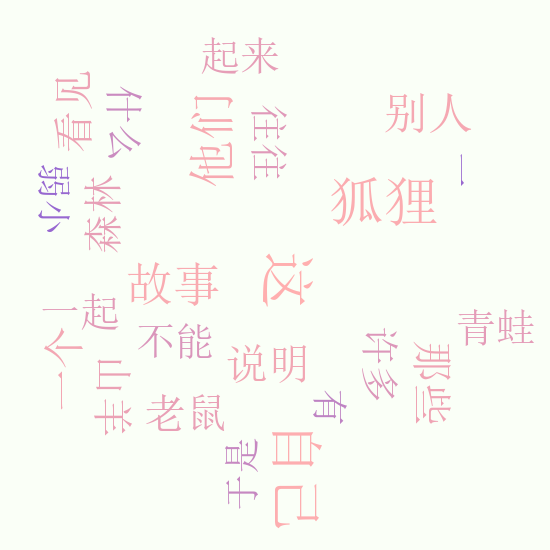 起来
看见
什么
他们
往往
别人
一
弱小
森林
狐狸
这
故事
一个
一起
不能
说明
许多
那些
青蛙
山羊
老鼠
有
于是
自己